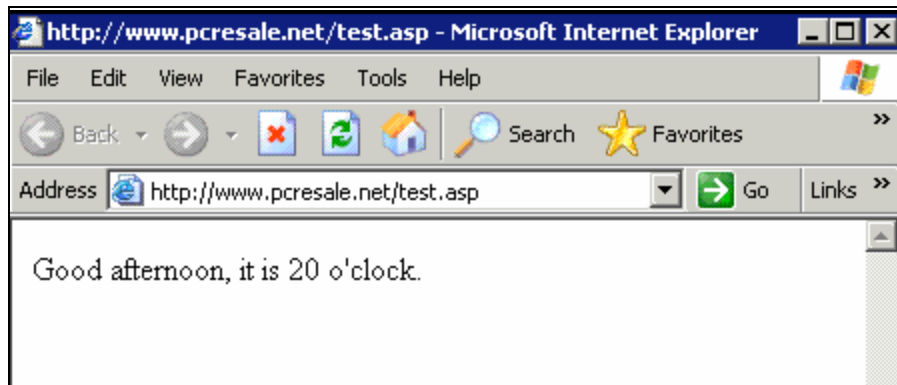 http://www.pcresale.net/test.asp - Microsoft Internet Explorer
File Edit View Favorites Tools Help
Back Search Favorites »
Address http://www.pcresale.net/test.asp Go Links »
Good afternoon, it is 20 o'clock.